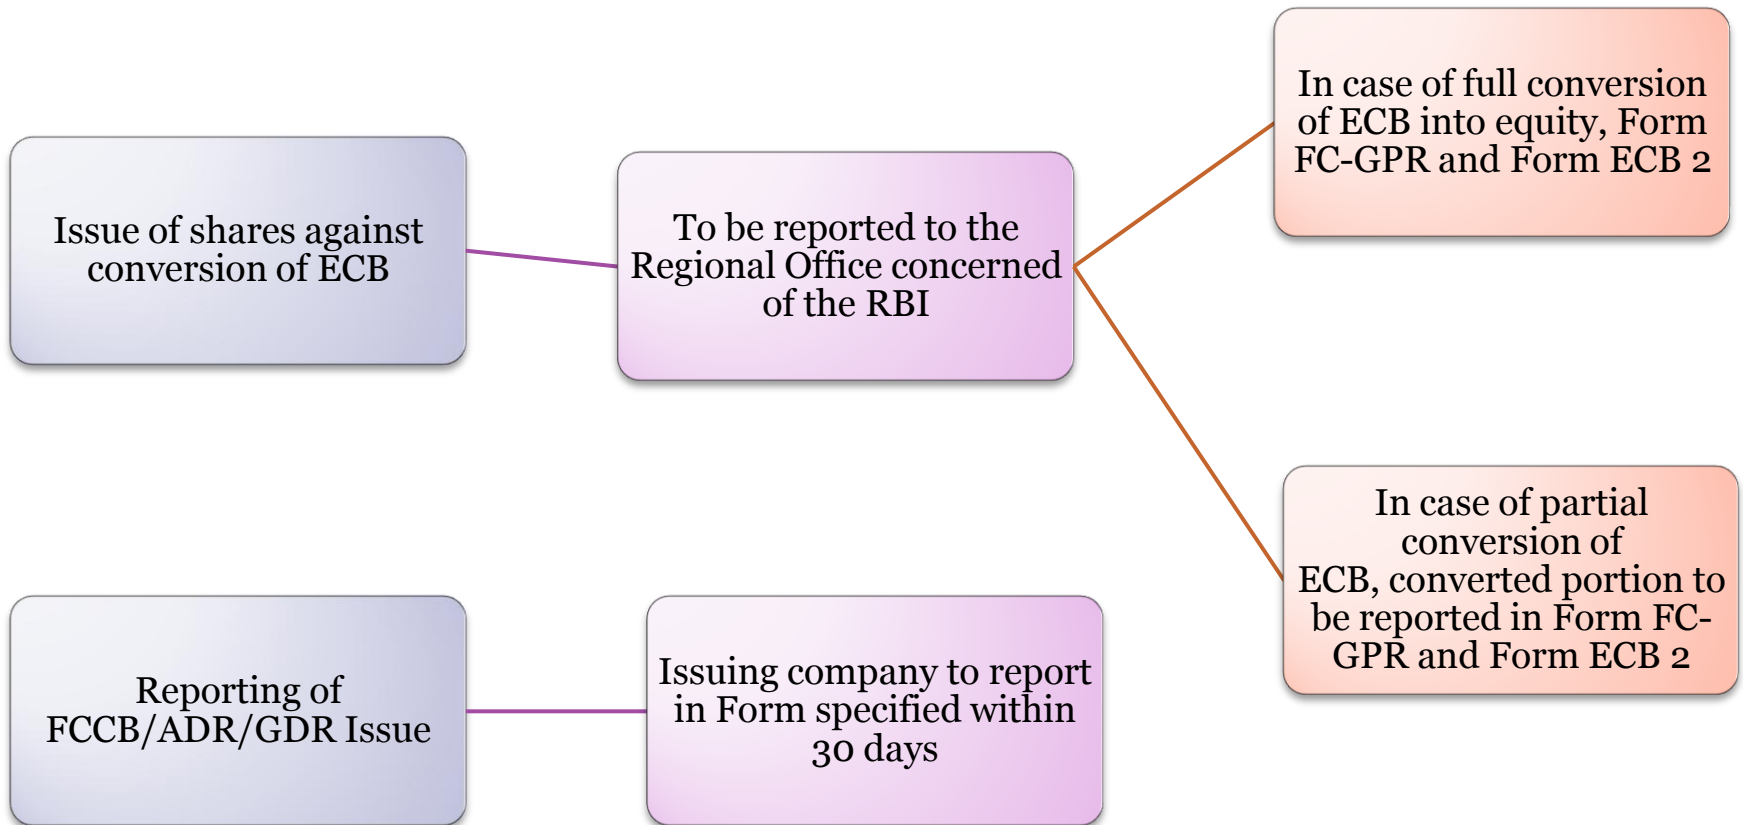 Issue of shares against
conversion of ECB
To be reported to the
Regional Office concerned
of the RBI
In case of full conversion
of ECB into equity, Form
FC-GPR and Form ECB 2
In case of partial
conversion of
ECB, converted portion to
be reported in Form FC-
GPR and Form ECB 2
Reporting of
FCCB/ADR/GDR Issue
Issuing company to report
in Form specified within
30 days